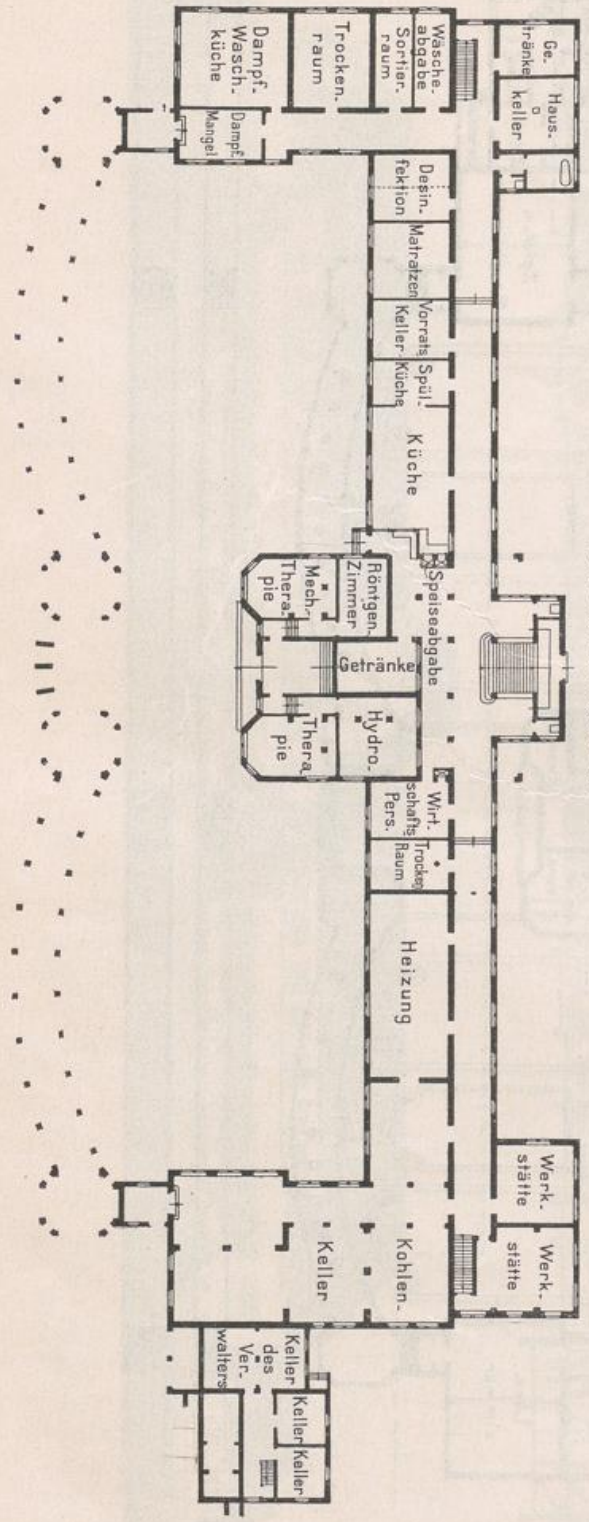 Dampf-
Wasch-
küche
Trocken-
raum
Sortier-
raum
Wäsche-
abgabe
Ge-
tränke
Haus-
keller
Dampf-
Mangel
Desin-
fektion
Matratzen
Vorrats
Keller
Spül-
Küche
Küche
Speiseabgabe
Röntgen-
Zimmer
Mech.
Thera
pie
Getränke
Hydro-
Thera
pie
Wirt-
schafts
Pers.
Trocken
Raum
Heizung
Werk-
stätte
Werk-
stätte
Kohlen-
Keller
Keller
des
Ver-
walters
Keller
Keller